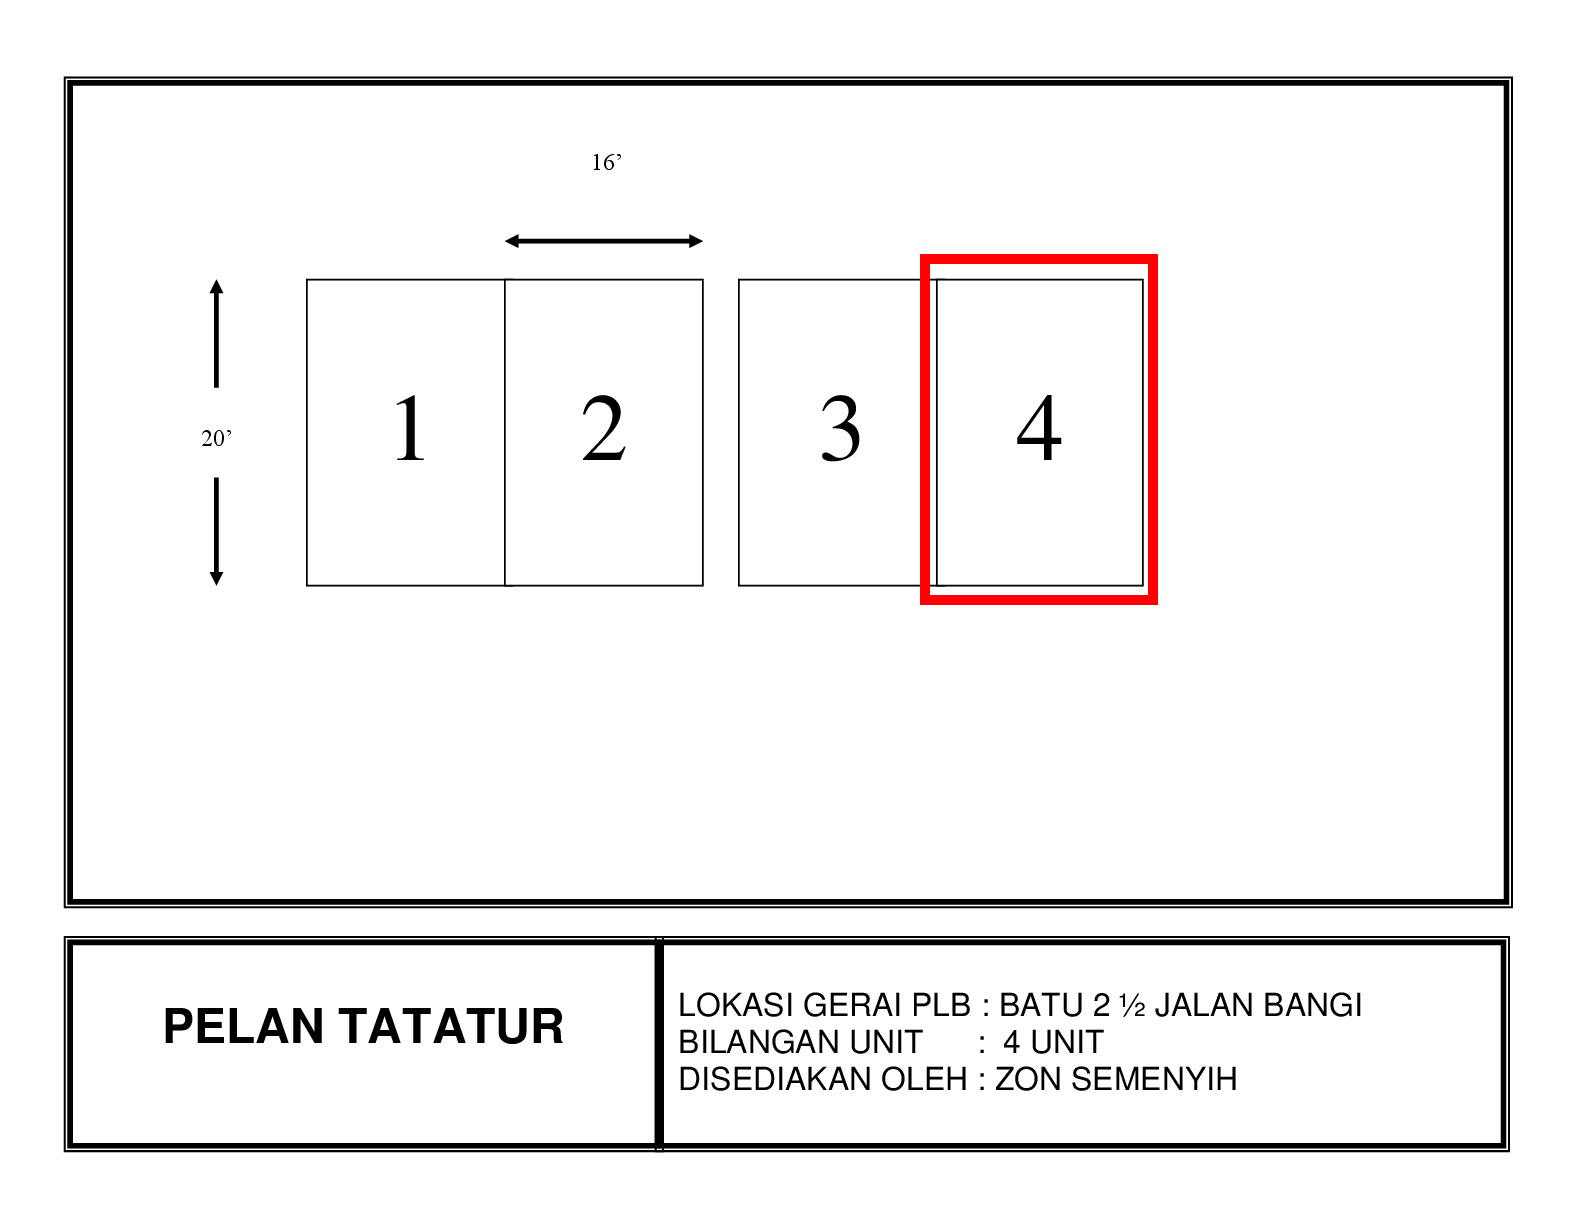 16’
1 2 3 4
20’
PELAN TATATUR
LOKASI GERAI PLB : BATU 2 ½ JALAN BANGI
BILANGAN UNIT : 4 UNIT
DISEDIAKAN OLEH : ZON SEMENYIH